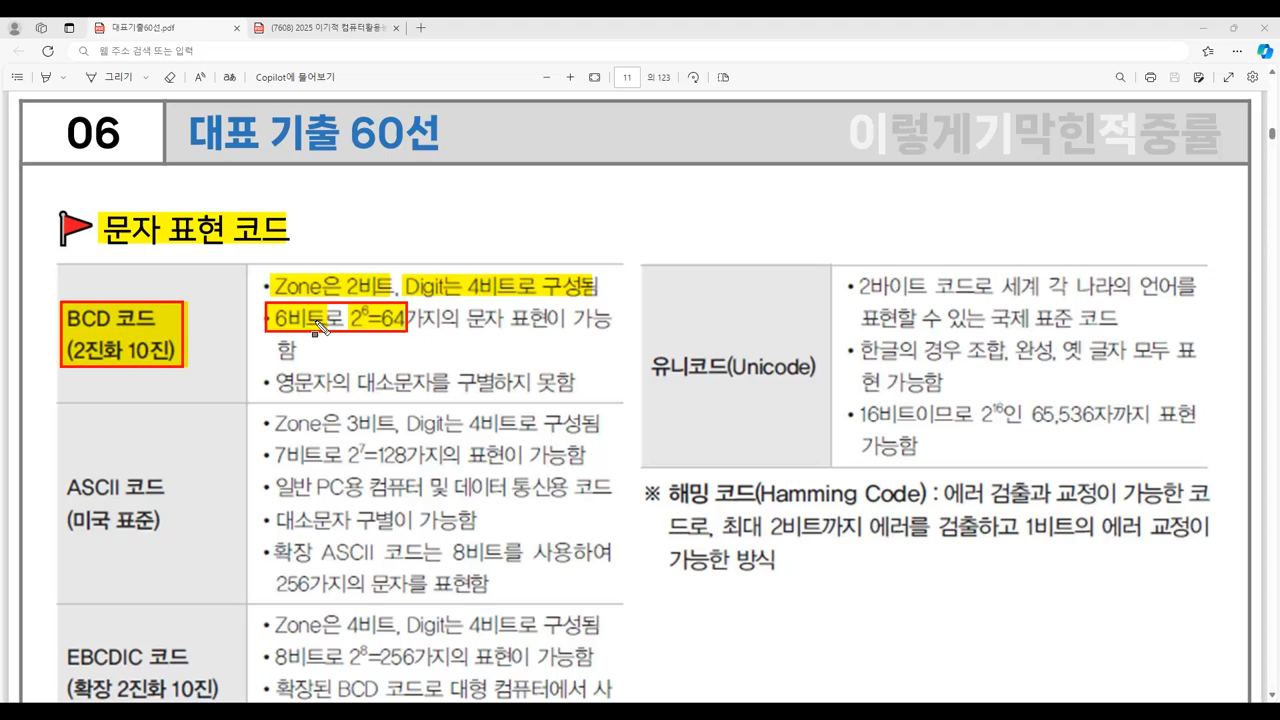 대표기출60선.pdf
(7608) 2025 이기적 컴퓨터활용능
웹 주소 검색 또는 입력
그리기
Copilot에 물어보기
11 의 123
06 대표 기출 60선 이렇게기막힌적중률
문자 표현 코드
BCD 코드
(2진화 10진)
• Zone은 2비트, Digit는 4비트로 구성됨
• 6비트로 2⁶=64가지의 문자 표현이 가능
함
• 영문자의 대소문자를 구별하지 못함
ASCII 코드
(미국 표준)
• Zone은 3비트, Digit는 4비트로 구성됨
• 7비트로 2⁷=128가지의 표현이 가능함
• 일반 PC용 컴퓨터 및 데이터 통신용 코드
• 대소문자 구별이 가능함
• 확장 ASCII 코드는 8비트를 사용하여
256가지의 문자를 표현함
EBCDIC 코드
(확장 2진화 10진)
• Zone은 4비트, Digit는 4비트로 구성됨
• 8비트로 2⁸=256가지의 표현이 가능함
• 확장된 BCD 코드로 대형 컴퓨터에서 사
유니코드(Unicode)
• 2바이트 코드로 세계 각 나라의 언어를
표현할 수 있는 국제 표준 코드
• 한글의 경우 조합, 완성, 옛 글자 모두 표
현 가능함
• 16비트이므로 2¹⁶인 65,536자까지 표현
가능함
※ 해밍 코드(Hamming Code) : 에러 검출과 교정이 가능한 코
드로, 최대 2비트까지 에러를 검출하고 1비트의 에러 교정이
가능한 방식